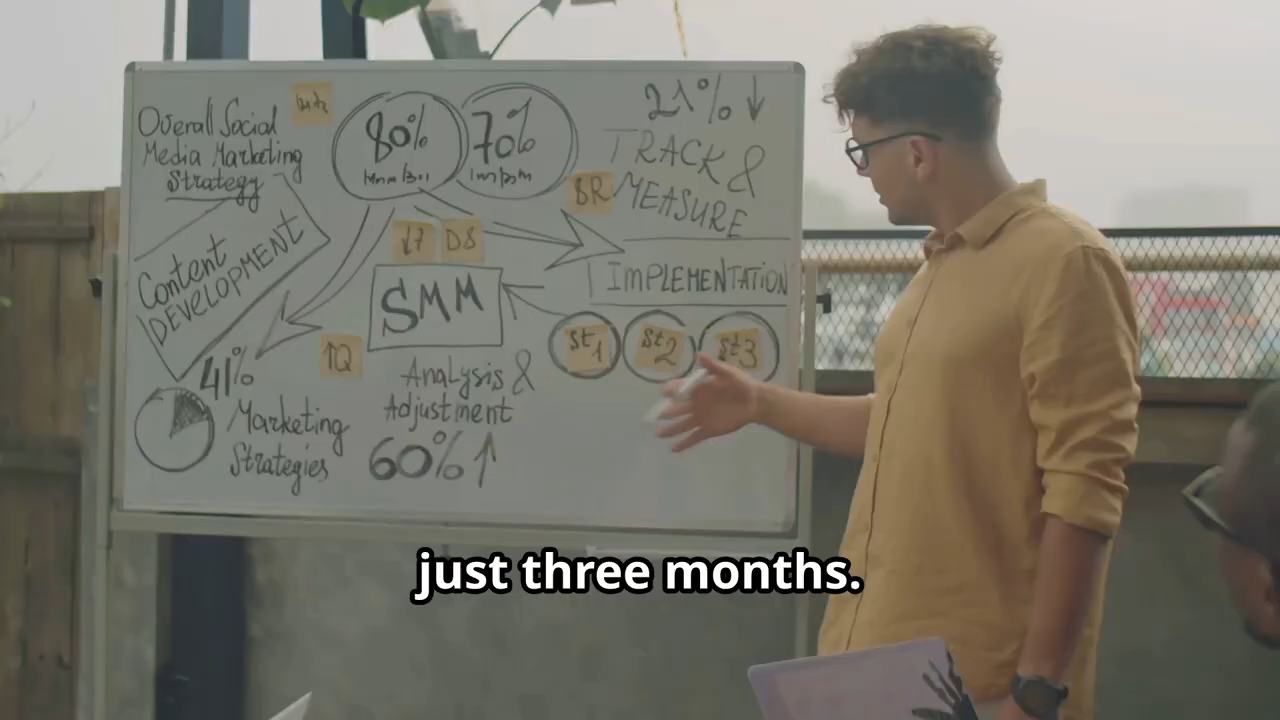 Overall Social
Media Marketing
Strategy
80%
70%
21% ↓
TRACK &
MEASURE
BR
Content
DEVELOPMENT
DS
SMM
IMPLEMENTATION
St1
St2
St3
↑Q
41%
Marketing
Strategies
Analysis &
Adjustment
60% ↑
just three months.